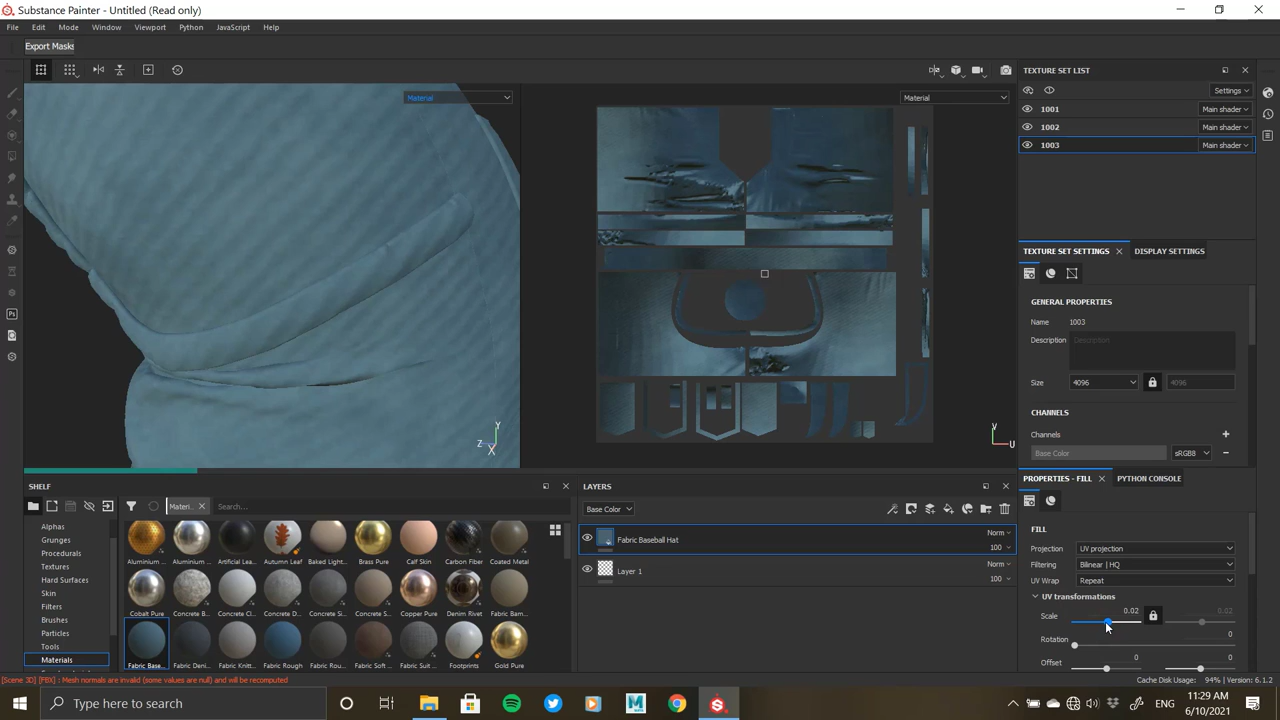 Substance Painter - Untitled (Read only)
File Edit Mode Window Viewport Python JavaScript Help
Export Masks
Material
Material
TEXTURE SET LIST
Settings
1001 Main shader
1002 Main shader
1003 Main shader
TEXTURE SET SETTINGS DISPLAY SETTINGS
GENERAL PROPERTIES
Name 1003
Description Description
Size 4096 4096
CHANNELS
Channels
Base Color sRGB8
Y
Z
X
V
U
SHELF
Materi...
Search...
Alphas
Grunges
Procedurals
Textures
Hard Surfaces
Skin
Filters
Brushes
Particles
Tools
Materials
Aluminium ... Aluminium ... Artificial Lea... Autumn Leaf Baked Light... Brass Pure Calf Skin Carbon Fiber Coated Metal
Cobalt Pure Concrete B... Concrete C... Concrete D... Concrete Si... Concrete S... Copper Pure Denim Rivet Fabric Bam...
Fabric Base... Fabric Deni... Fabric Knitt... Fabric Rough Fabric Rou... Fabric Soft ... Fabric Suit ... Footprints Gold Pure
LAYERS
Base Color
Fabric Baseball Hat Norm
100
Layer 1 Norm
100
PROPERTIES - FILL PYTHON CONSOLE
FILL
Projection UV projection
Filtering Bilinear | HQ
UV Wrap Repeat
UV transformations
Scale 0.02 0.02
Rotation 0
Offset 0 0
[Scene 3D] [FBX] : Mesh normals are invalid (some values are null) and will be recomputed
Cache Disk Usage: 94% | Version: 6.1.2
Type here to search
ENG
11:29 AM
6/10/2021